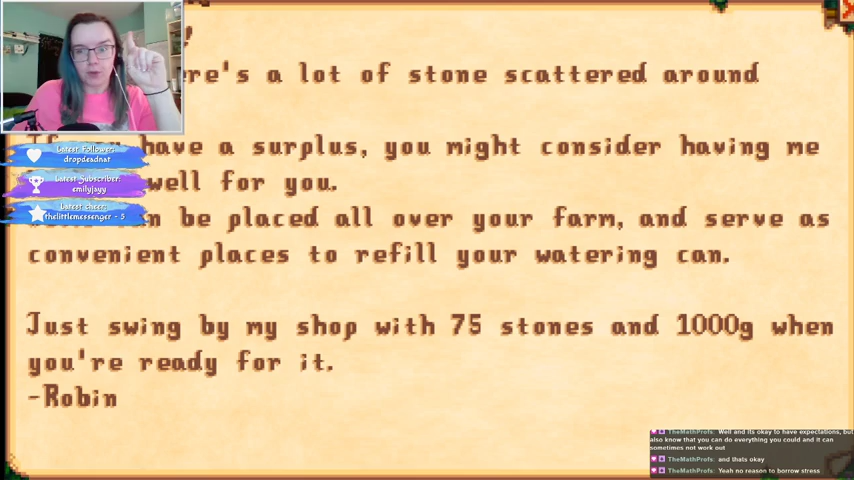 ere's a lot of stone scattered around
have a surplus, you might consider having me
well for you.
n be placed all over your farm, and serve as
convenient places to refill your watering can.
Just swing by my shop with 75 stones and 1000g when
you're ready for it.
-Robin
Latest Follower:
dropdeadnat
Latest Subscriber:
emilyjayy
Latest cheer:
thelittlemessenger - 5
TheMathProfs: Well and its okay to have expectations, but
also know that you can do everything you could and it can
sometimes not work out
TheMathProfs: and thats okay
TheMathProfs: Yeah no reason to borrow stress